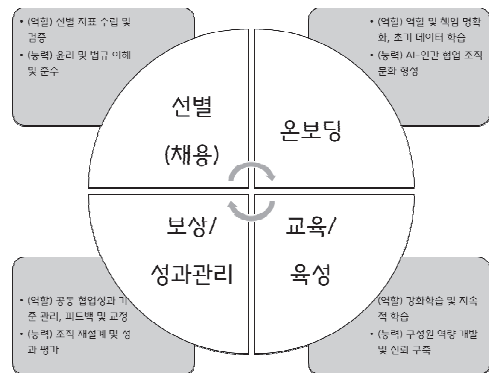 • (역할) 선별 지표 수립 및
검증
• (능력) 윤리 및 법규 이해
및 준수
선별
(채용)
• (역할) 역할 및 책임 명확
화, 초기 데이터 학습
• (능력) AI-인간 협업 조직
문화 형성
온보딩
보상/
성과관리
• (역할) 공동 협업성과 기
준 관리, 피드백 및 교정
• (능력) 조직 재설계 및 성
과 평가
교육/
육성
(역할) 강화학습 및 지속
적 학습
• (능력) 구성원 역량 개발
및 신뢰 구축